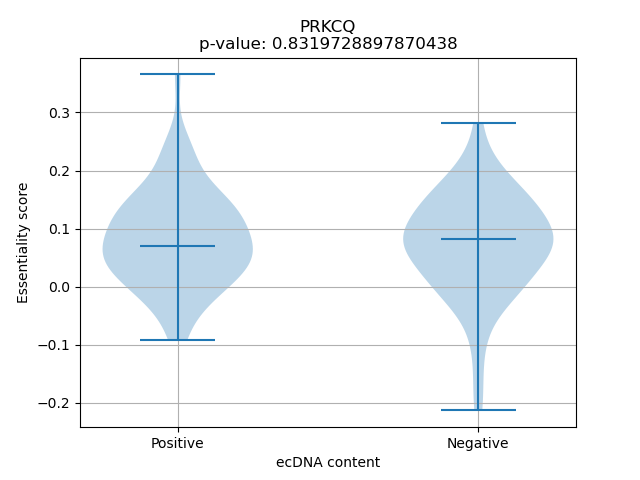 PRKCQ
p-value: 0.8319728897870438
Essentiality score
0.3
0.2
0.1
0.0
−0.1
−0.2
Positive
Negative
ecDNA content